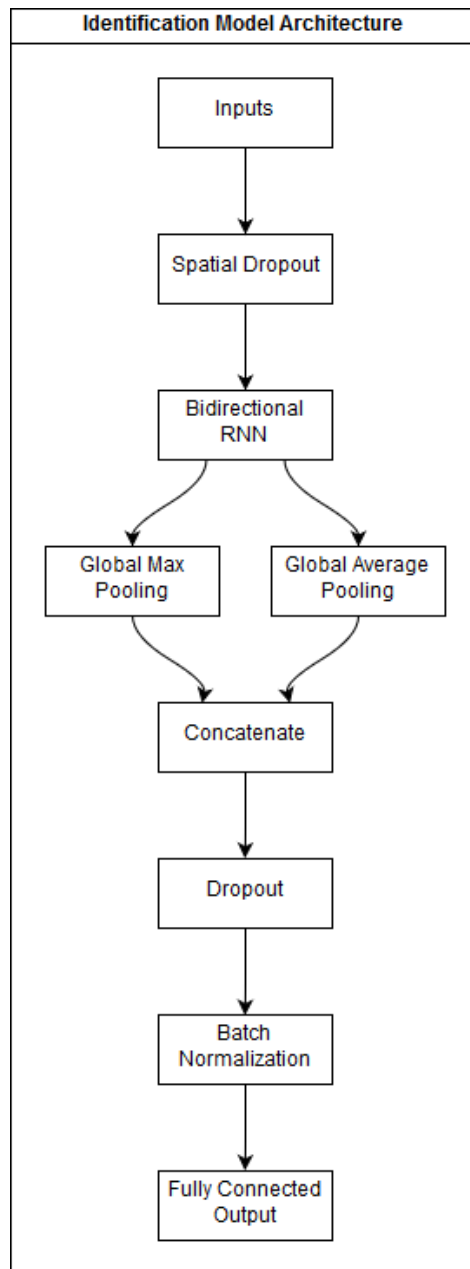 Identification Model Architecture
Inputs
Spatial Dropout
Bidirectional
RNN
Global Max
Pooling
Global Average
Pooling
Concatenate
Dropout
Batch
Normalization
Fully Connected
Output